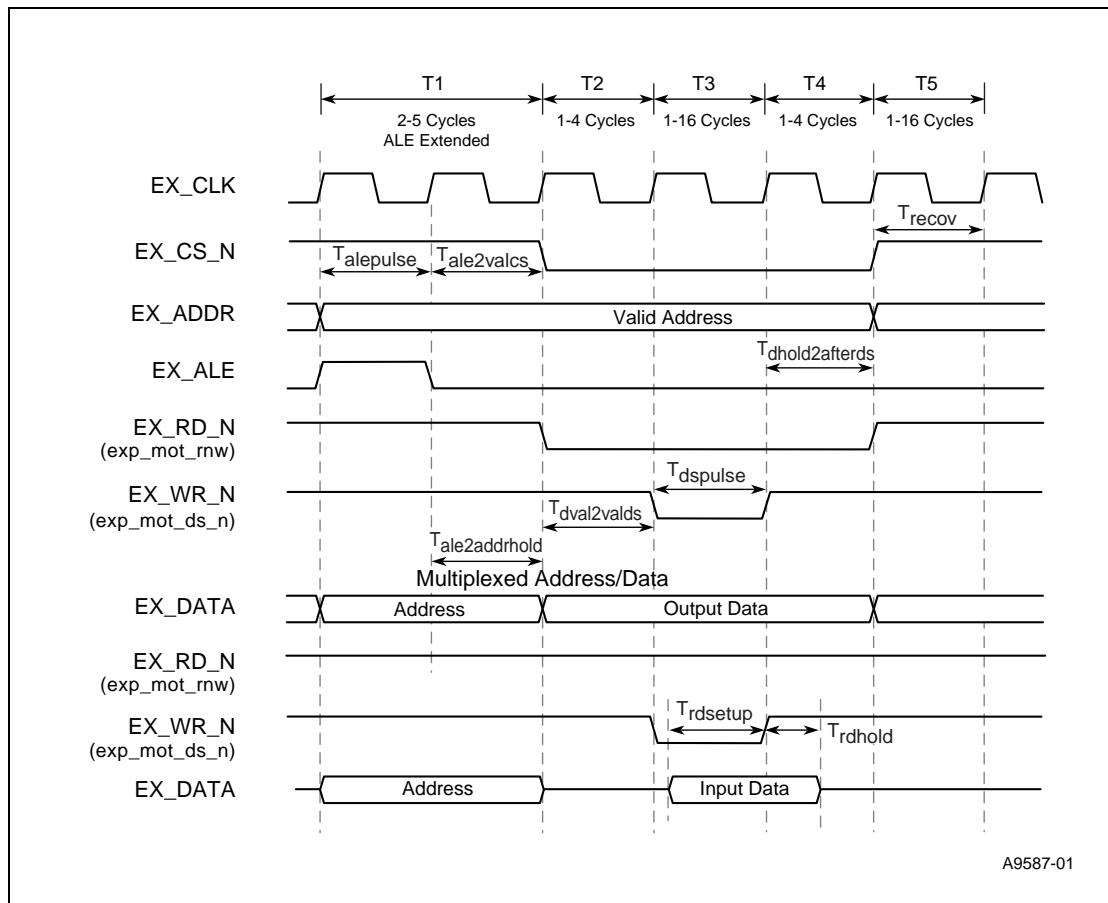 T1 T2 T3 T4 T5
2-5 Cycles 1-4 Cycles 1-16 Cycles 1-4 Cycles 1-16 Cycles
ALE Extended
EX_CLK
Trecov
EX_CS_N
Talepulse Tale2valcs
EX_ADDR
Valid Address
Tdhold2afterds
EX_ALE
EX_RD_N
(exp_mot_rnw)
Tdspulse
EX_WR_N
(exp_mot_ds_n)
Tdval2valds
Tale2addrhold
Multiplexed Address/Data
EX_DATA
Address Output Data
EX_RD_N
(exp_mot_rnw)
Trdsetup
EX_WR_N
Trdhold
(exp_mot_ds_n)
EX_DATA
Address Input Data
A9587-01